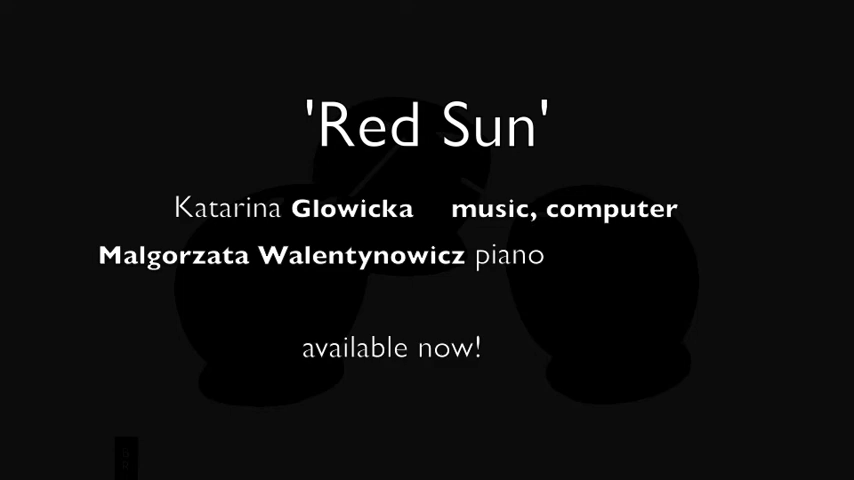 'Red Sun'
Katarina Glowicka music, computer
Malgorzata Walentynowicz piano
available now!